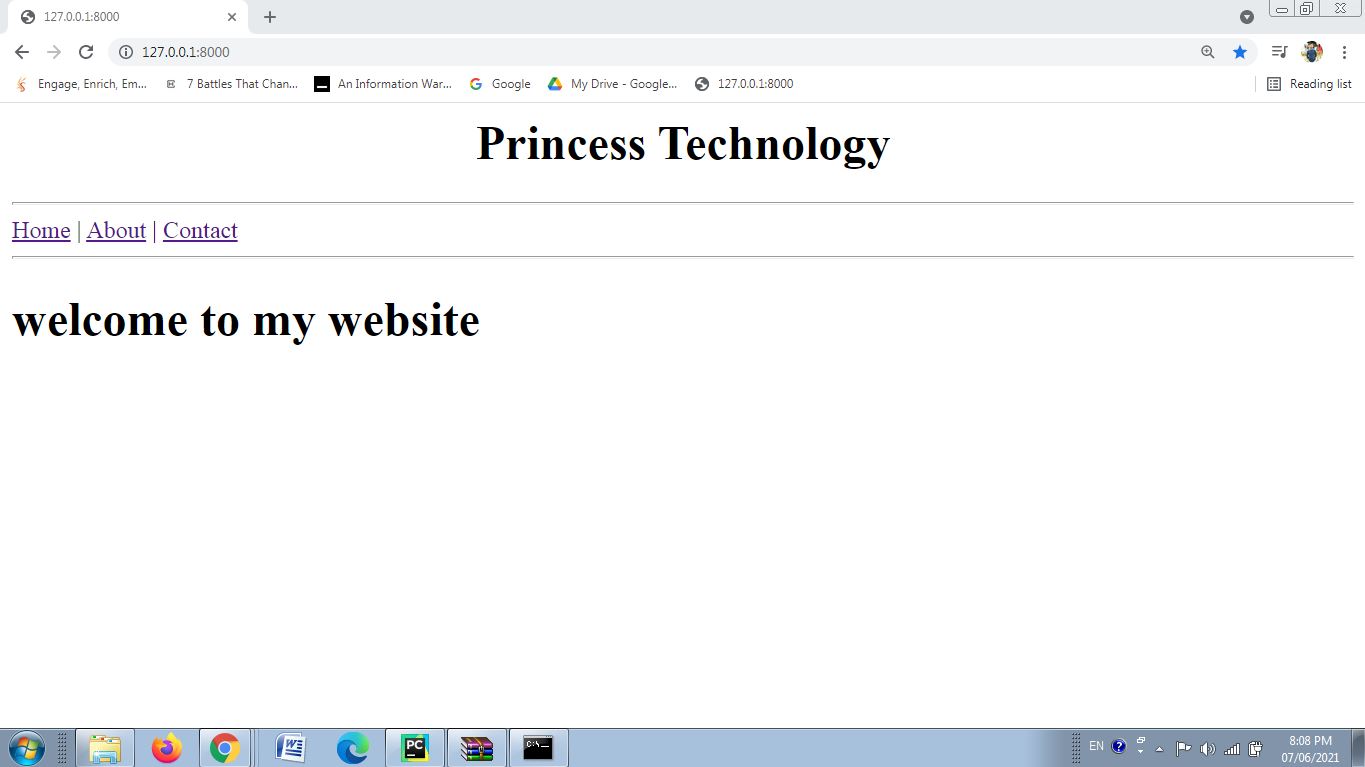 127.0.0.1:8000
127.0.0.1:8000
Engage, Enrich, Em... 7 Battles That Chan... An Information War... Google My Drive - Google... 127.0.0.1:8000 Reading list
Princess Technology
Home | About | Contact
welcome to my website
PC C:\_ EN 8:08 PM
07/06/2021